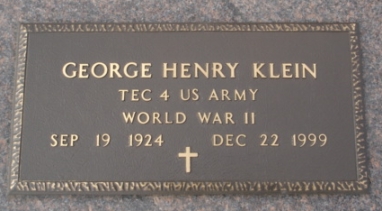 GEORGE HENRY KLEIN
TEC 4 US ARMY
WORLD WAR II
SEP 19 1924 DEC 22 1999